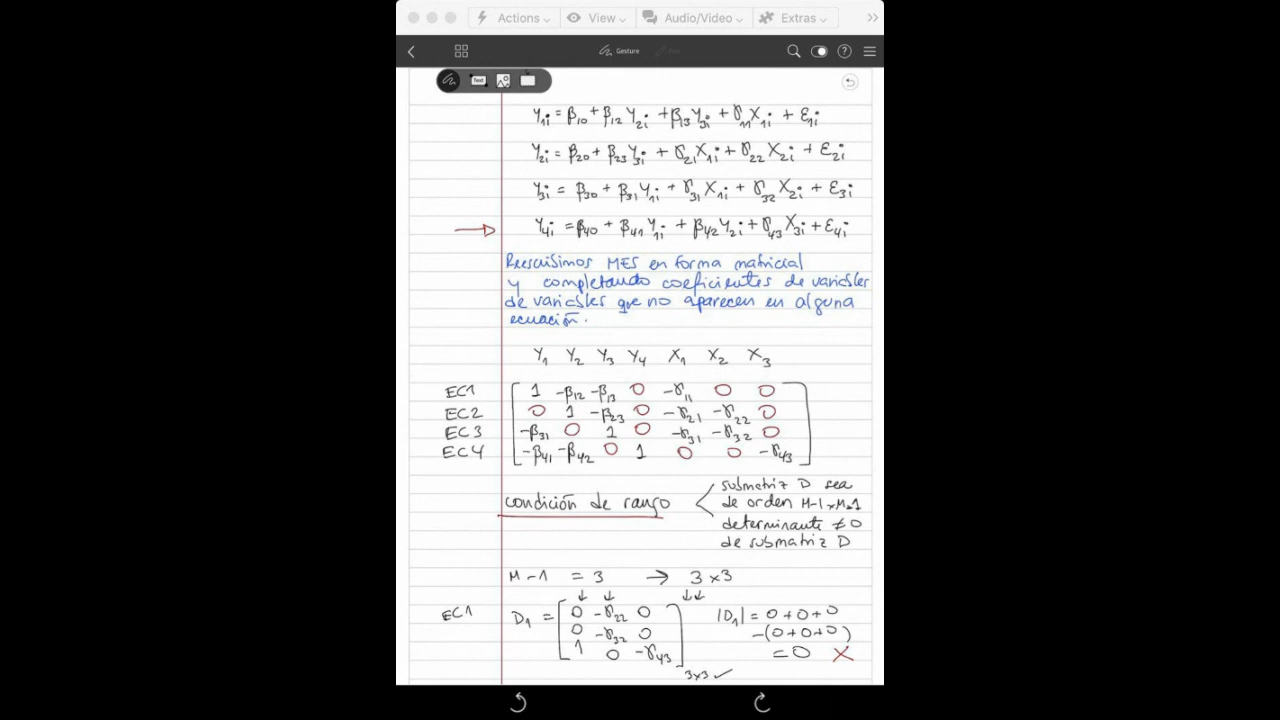 Actions View Audio/Video Extras
Gesture
Text
Y1i = β10 + β12 Y2i + β13 Y3i + γ11 X1i + ε1i
Y2i = β20 + β23 Y3i + γ21 X1i + γ22 X2i + ε2i
Y3i = β30 + β31 Y1i + γ31 X1i + γ32 X2i + ε3i
→ Y4i = β40 + β41 Y1i + β42 Y2i + γ43 X3i + ε4i
Reescribimos MES en forma matricial
y completando coeficientes de variables
de variables que no aparecen en alguna
ecuación.
Y1 Y2 Y3 Y4 X1 X2 X3
EC1 1 -β12 -β13 0 -γ11 0 0
EC2 0 1 -β23 0 -γ21 -γ22 0
EC3 -β31 0 1 0 -γ31 -γ32 0
EC4 -β41 -β42 0 1 0 0 -γ43
condición de rango
submatriz D sea
de orden M-1 x M-1
determinante ≠ 0
de submatriz D
M-1 = 3 → 3x3
↓ ↓ ↓↓
EC1 D1 = 0 -γ22 0
0 -γ32 0
1 0 -γ43
3x3 ✓
|D1| = 0+0+0
-(0+0+0)
= 0 X